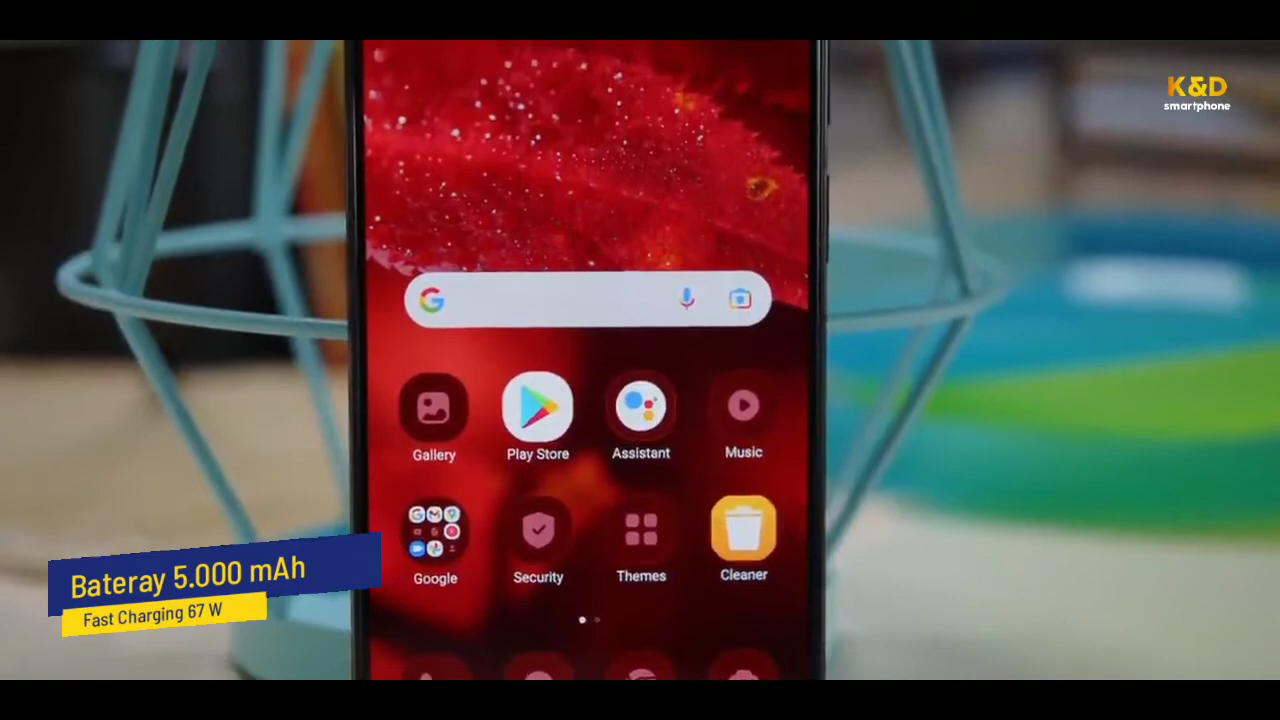 K&D
smartphone
Gallery
Play Store
Assistant
Music
Google
Security
Themes
Cleaner
Bateray 5.000 mAh
Fast Charging 67 W